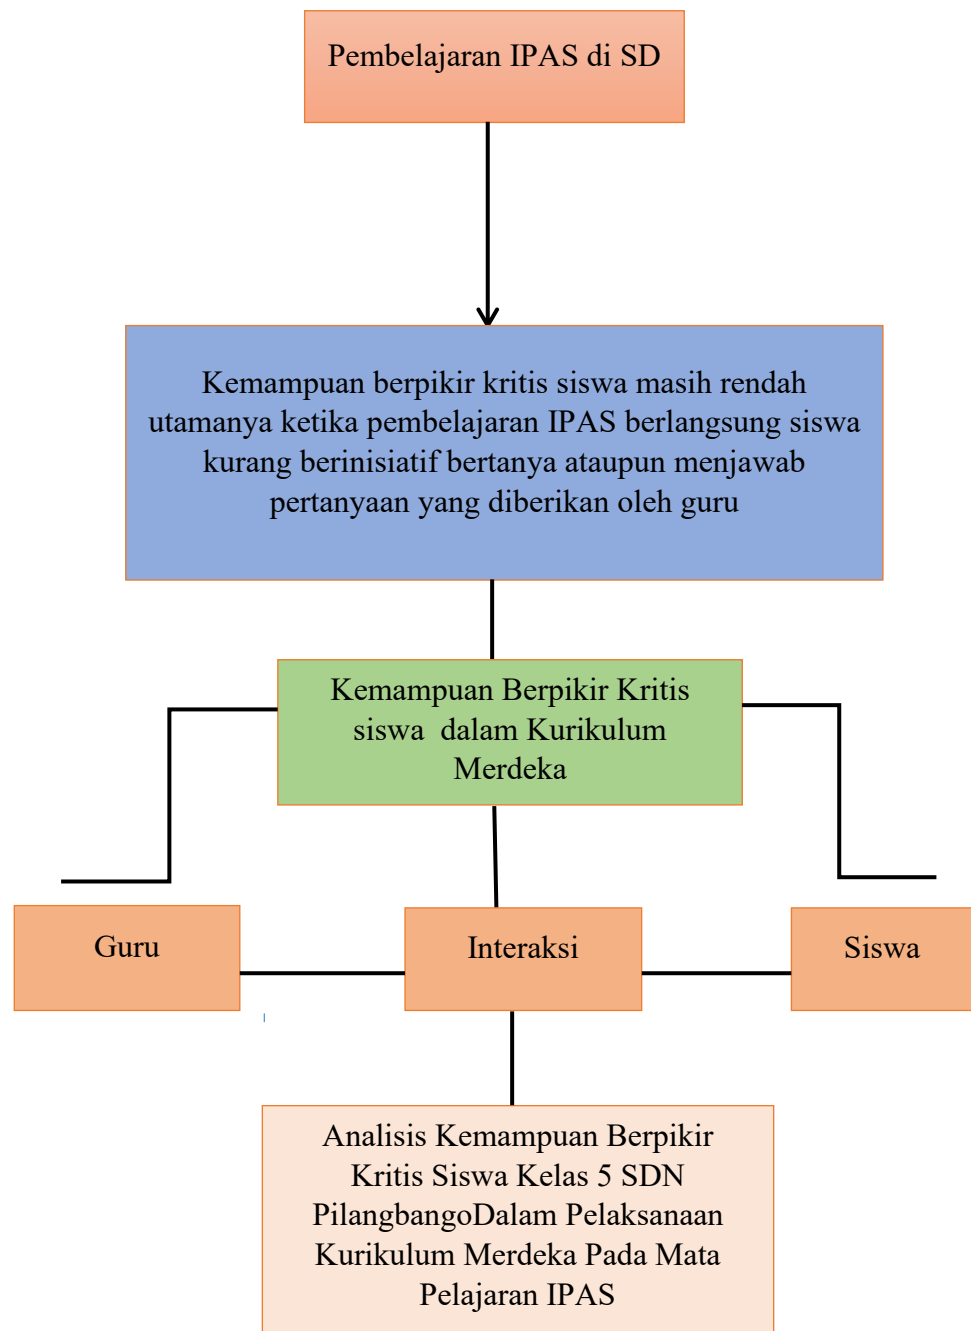 Pembelajaran IPAS di SD
Kemampuan berpikir kritis siswa masih rendah
utamanya ketika pembelajaran IPAS berlangsung siswa
kurang berinisiatif bertanya ataupun menjawab
pertanyaan yang diberikan oleh guru
Kemampuan Berpikir Kritis
siswa  dalam Kurikulum
Merdeka
Guru
Interaksi
Siswa
Analisis Kemampuan Berpikir
Kritis Siswa Kelas 5 SDN
PilangbangoDalam Pelaksanaan
Kurikulum Merdeka Pada Mata
Pelajaran IPAS